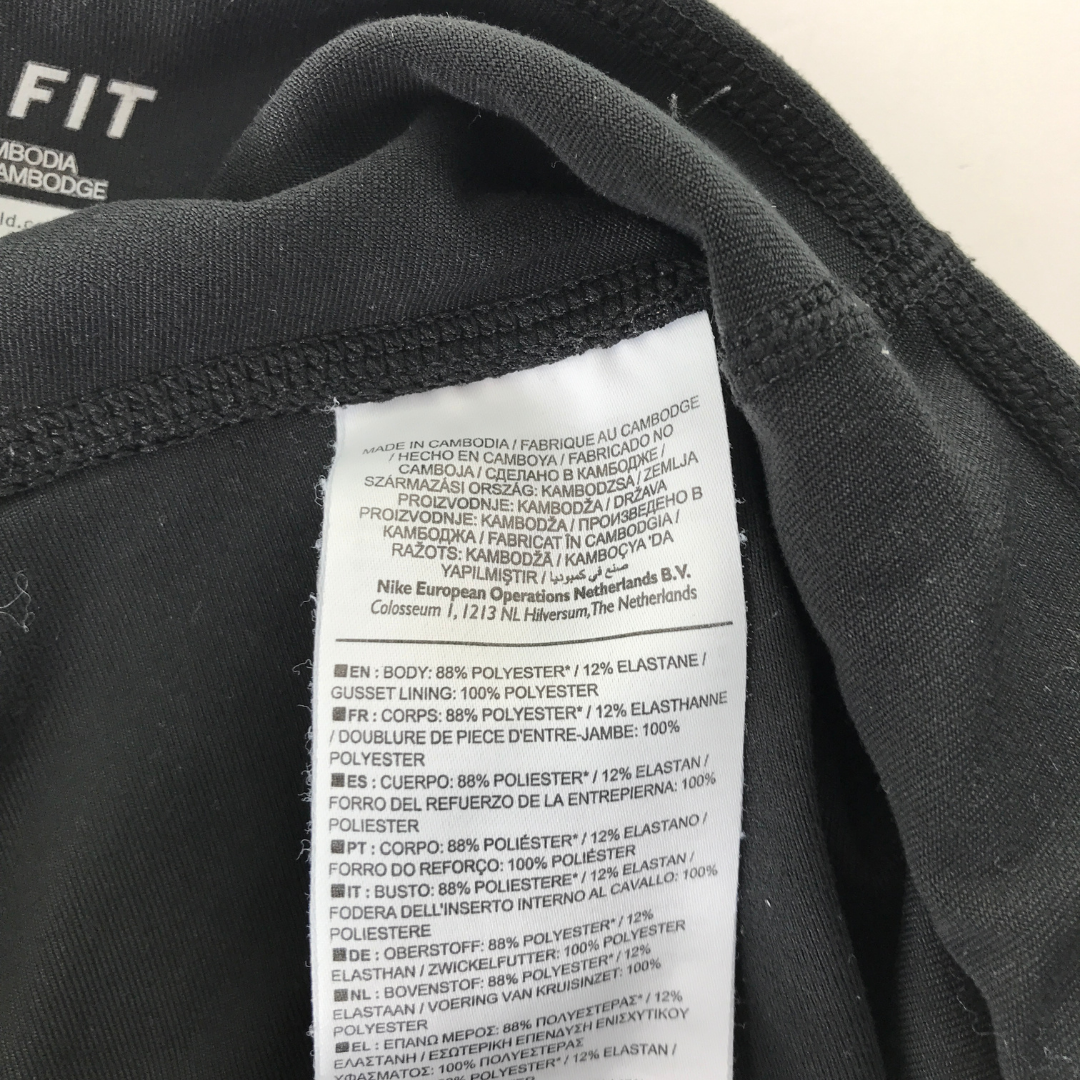 FIT
MBODIA
AMBODGE
ld.c
MADE IN CAMBODIA / FABRIQUE AU CAMBODGE
/ HECHO EN CAMBOYA / FABRICADO NO
CAMBOJA / СДЕЛАНО В КАМБОДЖЕ /
SZÁRMAZÁSI ORSZÁG: KAMBODZSA / ZEMLJA
PROIZVODNJE: KAMBODŽA / DRŽAVA
PROIZVODNJE: KAMBODŽA / ПРОИЗВЕДЕНО В
КАМБОДЖА / FABRICAT ÎN CAMBODGIA /
RAŽOTS: KAMBODŽĀ / KAMBOÇYA 'DA
YAPILMIŞTIR / صنع في كمبوديا
Nike European Operations Netherlands B.V.
Colosseum 1, 1213 NL Hilversum, The Netherlands
EN : BODY: 88% POLYESTER* / 12% ELASTANE /
GUSSET LINING: 100% POLYESTER
FR : CORPS: 88% POLYESTER* / 12% ELASTHANNE
/ DOUBLURE DE PIECE D'ENTRE-JAMBE: 100%
POLYESTER
ES : CUERPO: 88% POLIESTER* / 12% ELASTAN /
FORRO DEL REFUERZO DE LA ENTREPIERNA: 100%
POLIESTER
PT : CORPO: 88% POLIÉSTER* / 12% ELASTANO /
FORRO DO REFORÇO: 100% POLIÉSTER
IT : BUSTO: 88% POLIESTERE* / 12% ELASTAN /
FODERA DELL'INSERTO INTERNO AL CAVALLO: 100%
POLIESTERE
DE : OBERSTOFF: 88% POLYESTER* / 12%
ELASTHAN / ZWICKELFUTTER: 100% POLYESTER
NL : BOVENSTOF: 88% POLYESTER* / 12%
ELASTAAN / VOERING VAN KRUISINZET: 100%
POLYESTER
EL : ΕΠΑΝΩ ΜΕΡΟΣ: 88% ΠΟΛΥΕΣΤΕΡΑΣ* / 12%
ΕΛΑΣΤΑΝΗ / ΕΣΩΤΕΡΙΚΗ ΕΠΕΝΔΥΣΗ ΕΝΙΣΧΥΤΙΚΟΥ
ΥΦΑΣΜΑΤΟΣ: 100% ΠΟΛΥΕΣΤΕΡΑΣ
POLYESTER* / 12% ELASTAN /